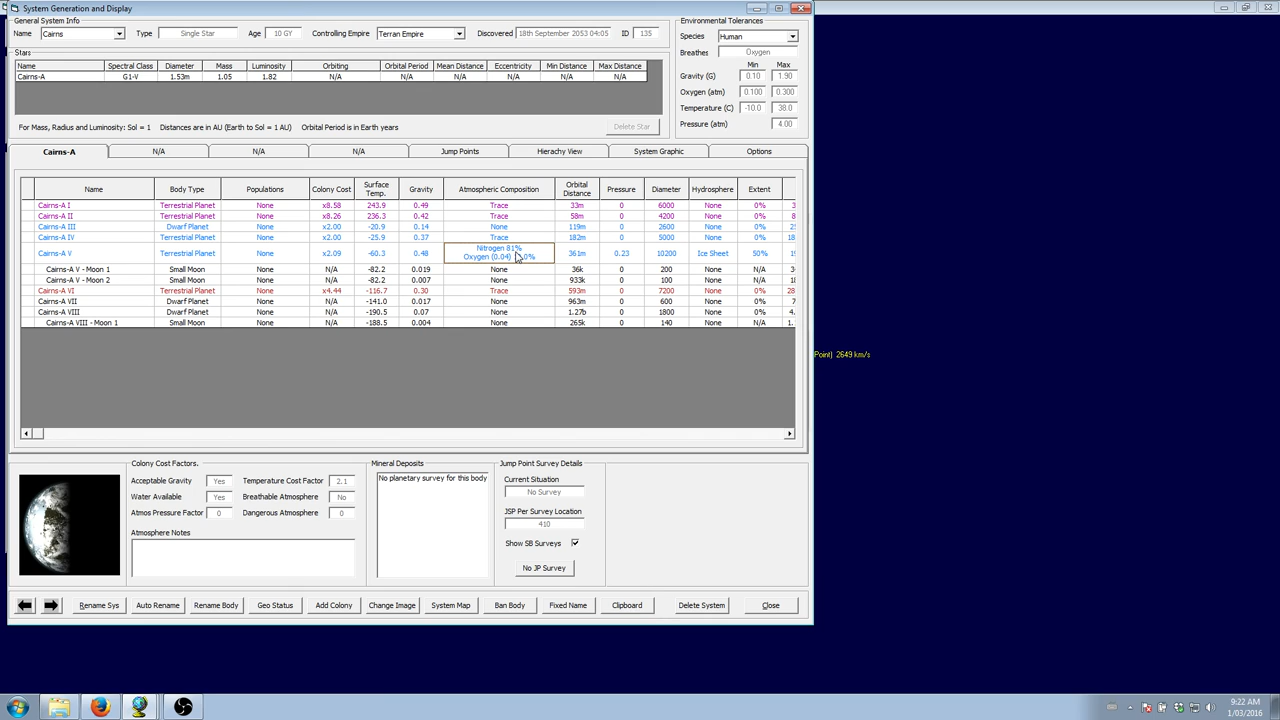 System Generation and Display
General System Info
Name Cairns Type Single Star Age 10 GY Controlling Empire Terran Empire Discovered 18th September 2053 04:05 ID 135
Environmental Tolerances
Species Human
Breathes Oxygen
Min Max
Gravity (G) 0.10 1.90
Oxygen (atm) 0.100 0.300
Temperature (C) -10.0 38.0
Pressure (atm) 4.00
Stars
Name Spectral Class Diameter Mass Luminosity Orbiting Orbital Period Mean Distance Eccentricity Min Distance Max Distance
Cairns-A G1-V 1.53m 1.05 1.82 N/A N/A N/A N/A N/A N/A
For Mass, Radius and Luminosity: Sol = 1 Distances are in AU (Earth to Sol = 1 AU) Orbital Period is in Earth years Delete Star
Cairns-A N/A N/A N/A Jump Points Hierachy View System Graphic Options
Name Body Type Populations Colony Cost Surface Temp. Gravity Atmospheric Composition Orbital Distance Pressure Diameter Hydrosphere Extent
Cairns-A I Terrestrial Planet None x8.58 243.9 0.49 Trace 33m 0 6000 None 0% 3
Cairns-A II Terrestrial Planet None x8.26 236.3 0.42 Trace 58m 0 4200 None 0% 8
Cairns-A III Dwarf Planet None x2.00 -20.9 0.14 None 119m 0 2600 None 0%
Cairns-A IV Terrestrial Planet None x2.00 -25.9 0.37 Trace 182m 0 5000 None 0% 18
Cairns-A V Terrestrial Planet None x2.09 -60.3 0.48 Nitrogen 81% Oxygen (0.04) 0% 361m 0.23 10200 Ice Sheet 50%
Cairns-A V - Moon 1 Small Moon None N/A -82.2 0.019 None 36k 0 200 None N/A
Cairns-A V - Moon 2 Small Moon None N/A -82.2 0.007 None 933k 0 100 None N/A
Cairns-A VI Terrestrial Planet None x4.44 -116.7 0.30 Trace 593m 0 7200 None 0% 28
Cairns-A VII Dwarf Planet None N/A -141.0 0.017 None 963m 0 600 None 0%
Cairns-A VIII Dwarf Planet None N/A -190.5 0.07 None 1.27b 0 1800 None 0% 4.
Cairns-A VIII - Moon 1 Small Moon None N/A -188.5 0.004 None 265k 0 140 None N/A 1.
Point] 2649 km/s
Colony Cost Factors.
Acceptable Gravity Yes Temperature Cost Factor 2.1
Water Available Yes Breathable Atmosphere No
Atmos Pressure Factor 0 Dangerous Atmosphere 0
Atmosphere Notes
Mineral Deposits
No planetary survey for this body
Jump Point Survey Details
Current Situation
No Survey
JSP Per Survey Location
410
Show SB Surveys
No JP Survey
Rename Sys Auto Rename Rename Body Geo Status Add Colony Change Image System Map Ban Body Fixed Name Clipboard Delete System Close
9:22 AM
1/03/2016